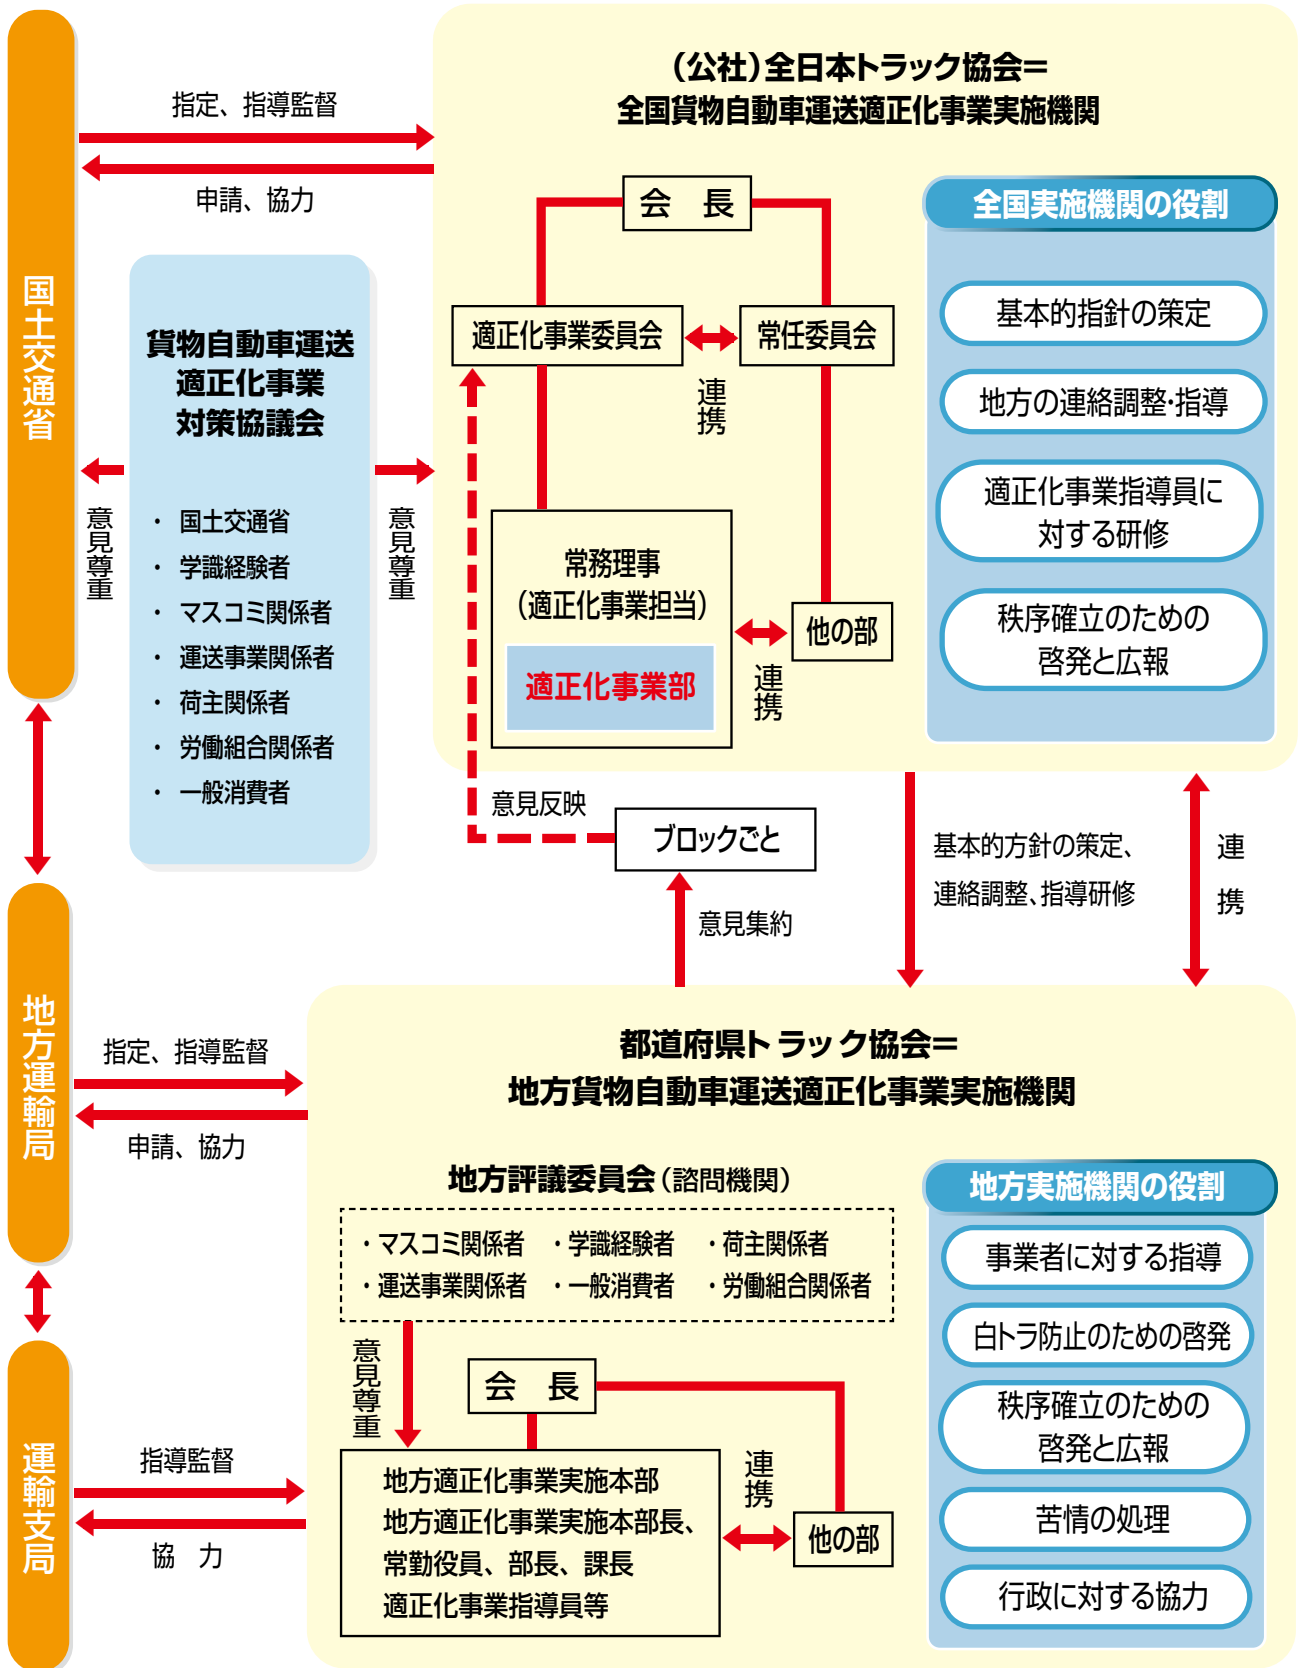 国土交通省
指定、指導監督
申請、協力
(公社)全日本トラック協会=
全国貨物自動車運送適正化事業実施機関
会　長
適正化事業委員会
常任委員会
連携
常務理事
(適正化事業担当)
適正化事業部
他の部
連携
全国実施機関の役割
基本的指針の策定
地方の連絡調整・指導
適正化事業指導員に
対する研修
秩序確立のための
啓発と広報
貨物自動車運送
適正化事業
対策協議会
・ 国土交通省
・ 学識経験者
・ マスコミ関係者
・ 運送事業関係者
・ 荷主関係者
・ 労働組合関係者
・ 一般消費者
意見尊重
意見尊重
意見反映
ブロックごと
意見集約
基本的方針の策定、
連絡調整、指導研修
連　携
地方運輸局
指定、指導監督
申請、協力
都道府県トラック協会=
地方貨物自動車運送適正化事業実施機関
地方評議委員会(諮問機関)
・マスコミ関係者 ・学識経験者 ・荷主関係者
・運送事業関係者 ・一般消費者 ・労働組合関係者
意見尊重
会　長
地方適正化事業実施本部
地方適正化事業実施本部長、
常勤役員、部長、課長
適正化事業指導員等
連携
他の部
地方実施機関の役割
事業者に対する指導
白トラ防止のための啓発
秩序確立のための
啓発と広報
苦情の処理
行政に対する協力
運輸支局
指導監督
協　力